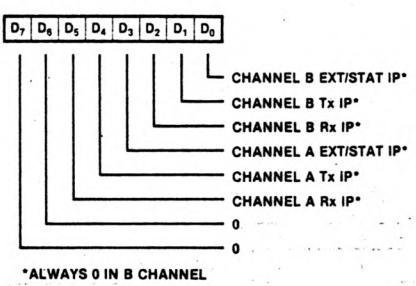 D₇ D₆ D₅ D₄ D₃ D₂ D₁ D₀
CHANNEL B EXT/STAT IP*
CHANNEL B Tx IP*
CHANNEL B Rx IP*
CHANNEL A EXT/STAT IP*
CHANNEL A Tx IP*
CHANNEL A Rx IP*
0
0
*ALWAYS 0 IN B CHANNEL